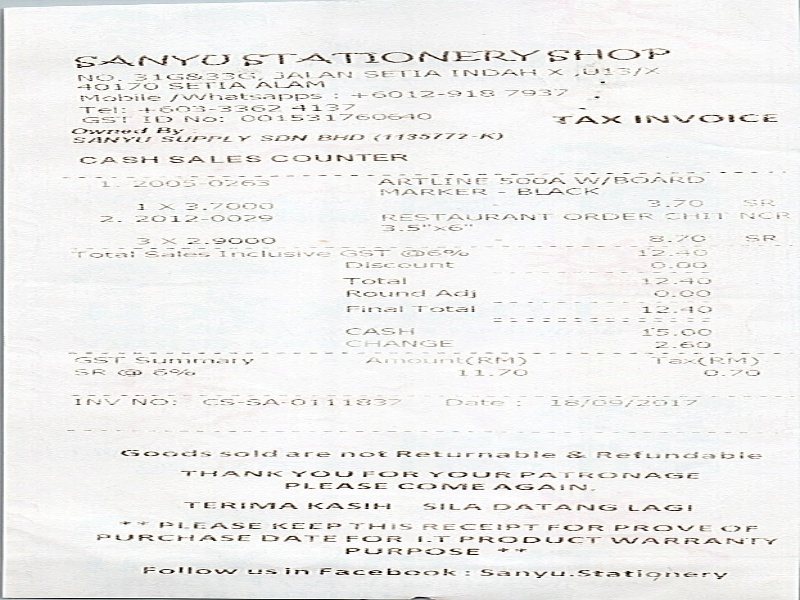 SANYU STATIONERY SHOP
NO. 31G&33G, JALAN SETIA INDAH X ,U13/X
40170 SETIA ALAM
Mobile /Whatsapps : +6012-918 7937
Tel: +603-3362 4137
GST ID No: 001531760640
TAX INVOICE
Owned By :
SANYU SUPPLY SDN BHD (1135772-K)
CASH SALES COUNTER
1. 2005-0263 ARTLINE 500A W/BOARD
MARKER - BLACK
1 X 3.7000 3.70 SR
2. 2012-0029 RESTAURANT ORDER CHIT NCR
3.5"x6"
3 X 2.9000 8.70 SR
Total Sales Inclusive GST @6% 12.40
Discount 0.00
Total 12.40
Round Adj 0.00
Final Total 12.40
CASH 15.00
CHANGE 2.60
GST Summary Amount(RM) Tax(RM)
SR @ 6% 11.70 0.70
INV NO: CS-SA-0111837 Date : 18/09/2017
Goods sold are not Returnable & Refundable
THANK YOU FOR YOUR PATRONAGE
PLEASE COME AGAIN.
TERIMA KASIH SILA DATANG LAGI
** PLEASE KEEP THIS RECEIPT FOR PROVE OF
PURCHASE DATE FOR I.T PRODUCT WARRANTY
PURPOSE **
Follow us in Facebook : Sanyu.Stationery